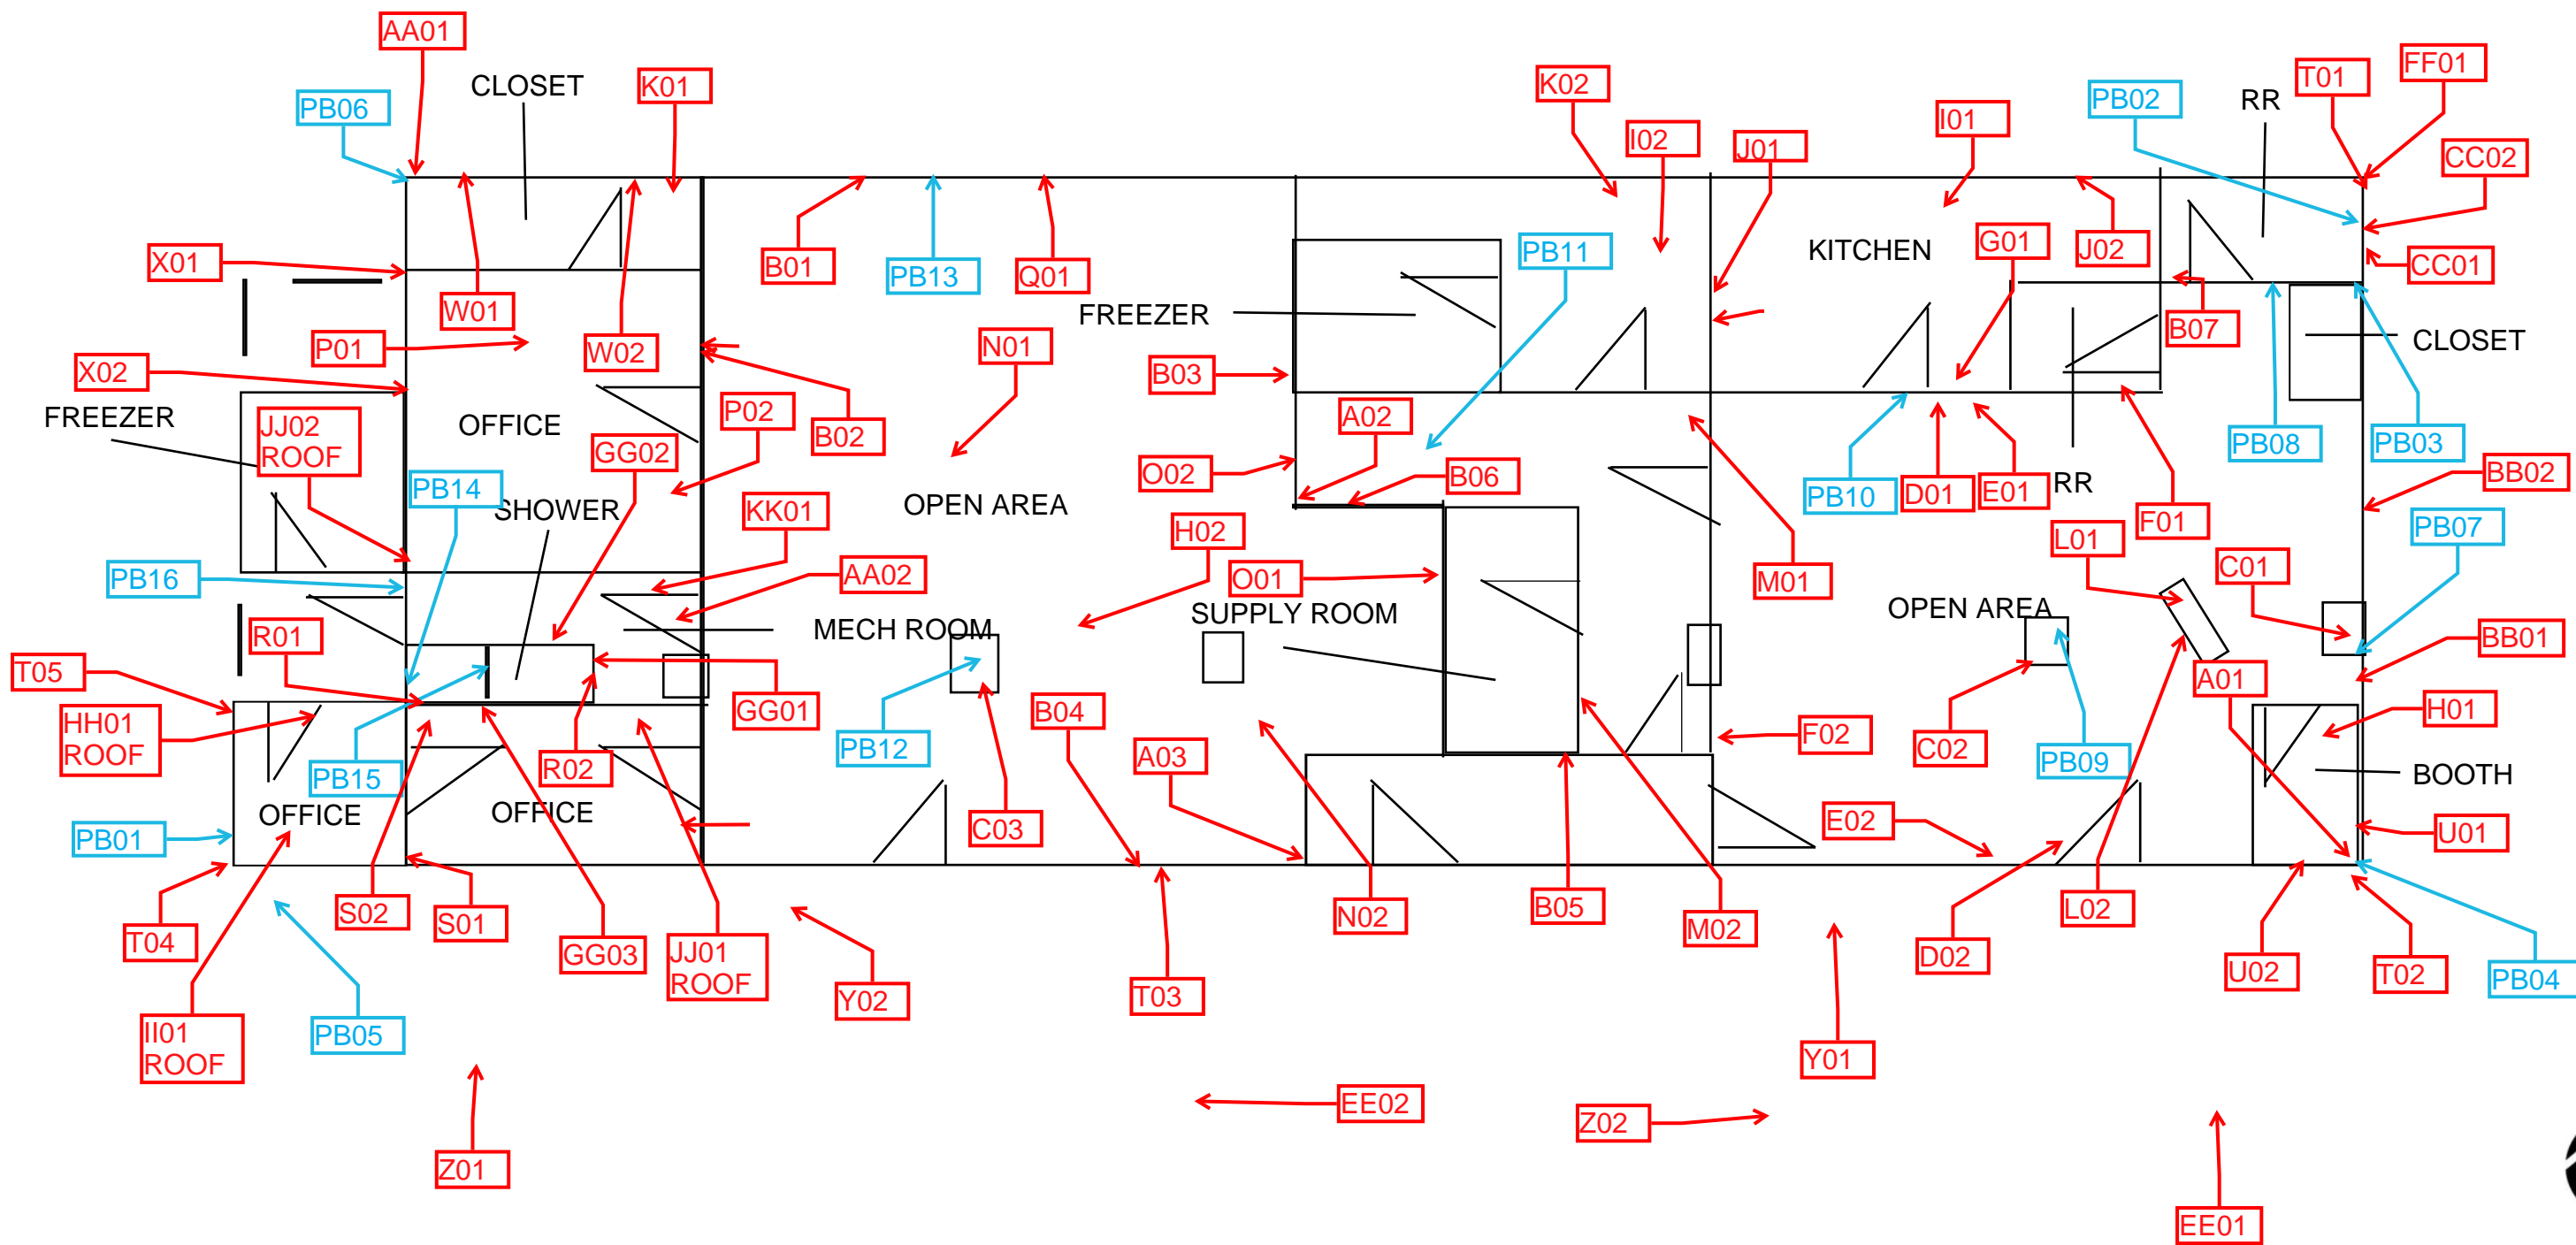 AA01
CLOSET
K01
PB06
K02
I02
J01
I01
PB02
RR
T01
FF01
CC02
X01
W01
B01
PB13
Q01
PB11
KITCHEN
G01
J02
CC01
P01
W02
N01
FREEZER
B07
CLOSET
X02
B03
FREEZER
JJ02
ROOF
OFFICE
P02
B02
A02
GG02
O02
B06
PB08
PB03
PB14
SHOWER
KK01
OPEN AREA
PB10
D01
E01
RR
F01
BB02
H02
L01
PB07
PB16
AA02
O01
M01
C01
R01
MECH ROOM
SUPPLY ROOM
OPEN AREA
BB01
T05
HH01
ROOF
GG01
B04
A01
H01
PB15
R02
PB12
A03
F02
C02
PB09
BOOTH
PB01
OFFICE
OFFICE
C03
E02
U01
T04
S02
S01
GG03
JJ01
ROOF
Y02
T03
N02
B05
M02
D02
L02
U02
T02
PB04
II01
ROOF
PB05
Y01
EE02
Z02
Z01
EE01